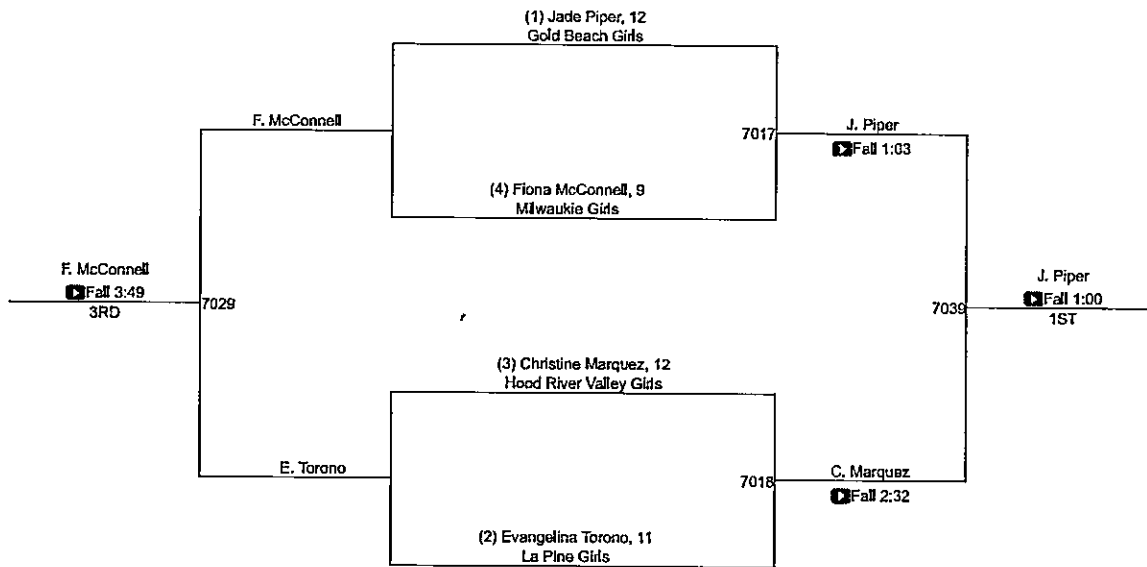 (1) Jade Piper, 12
Gold Beach Girls
F. McConnell
7017
J. Piper
Fall 1:03
(4) Fiona McConnell, 9
Milwaukie Girls
F. McConnell
Fall 3:49
3RD
7029
7039
J. Piper
Fall 1:00
1ST
(3) Christine Marquez, 12
Hood River Valley Girls
E. Torono
7018
C. Marquez
Fall 2:32
(2) Evangelina Torono, 11
La Pine Girls